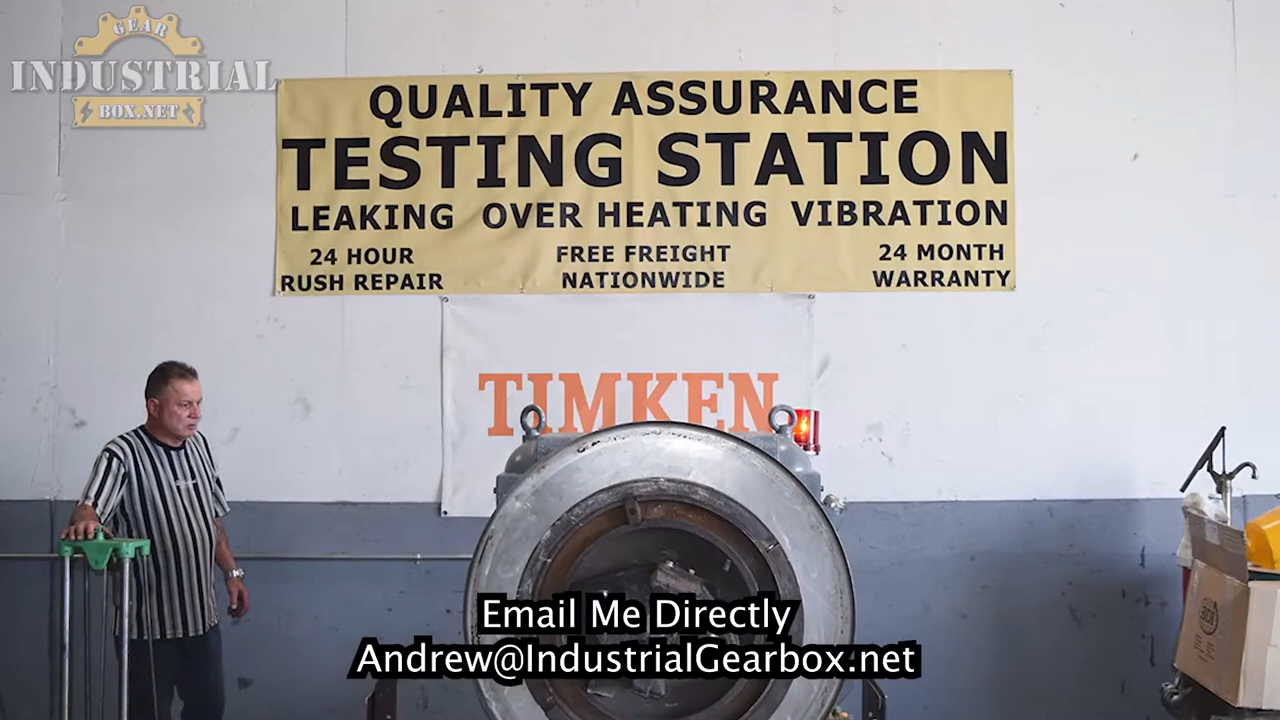 GEAR
INDUSTRIAL
BOX.NET
QUALITY ASSURANCE
TESTING STATION
LEAKING OVER HEATING VIBRATION
24 HOUR FREE FREIGHT 24 MONTH
RUSH REPAIR NATIONWIDE WARRANTY
TIMKEN
Email Me Directly
Andrew@IndustrialGearbox.net